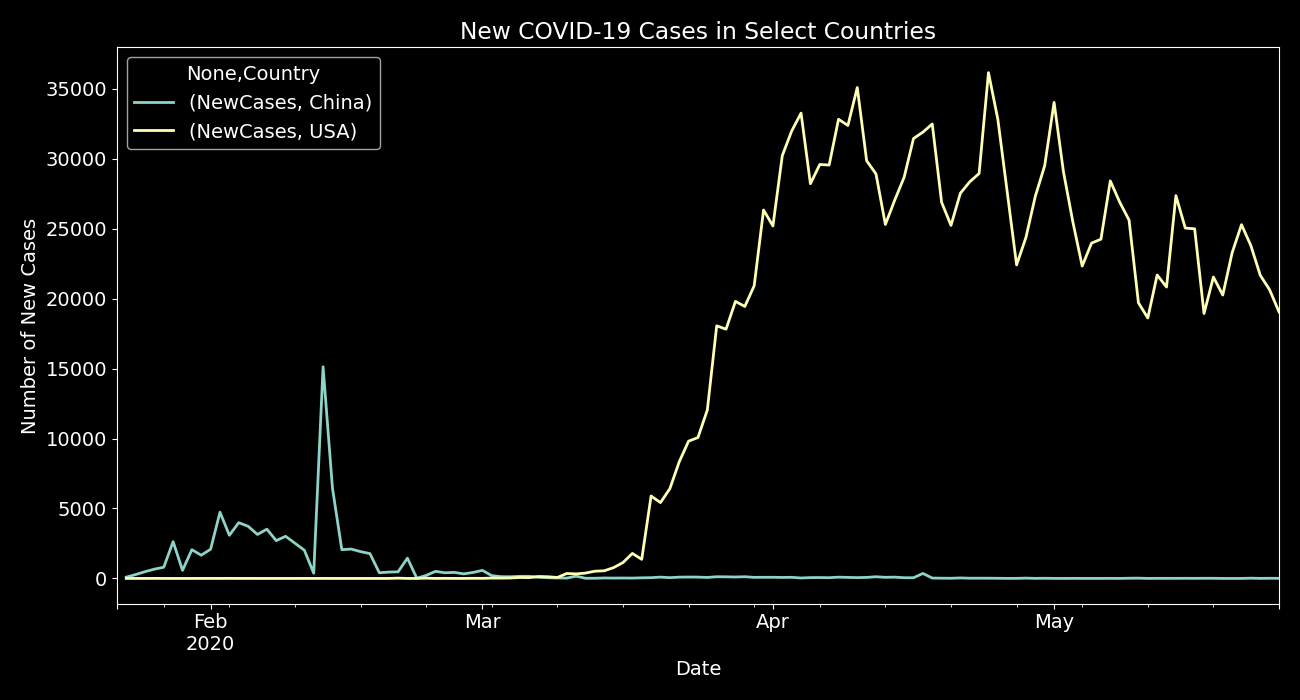 New COVID-19 Cases in Select Countries
None,Country
(NewCases, China)
(NewCases, USA)
Number of New Cases
35000
30000
25000
20000
15000
10000
5000
0
Feb
2020
Mar
Apr
May
Date